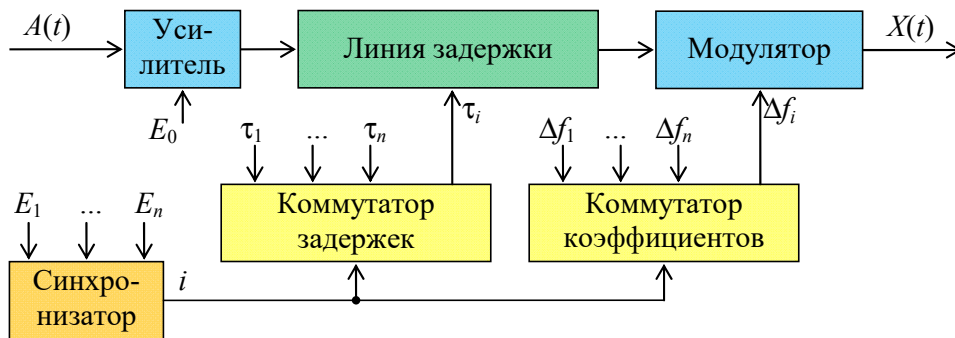 A(t)
Уси-
литель
Линия задержки
Модулятор
X(t)
E₀
τᵢ
Δfᵢ
τ₁ ... τₙ
Δf₁ ... Δfₙ
Коммутатор
задержек
Коммутатор
коэффициентов
E₁ ... Eₙ
Синхро-
низатор
i